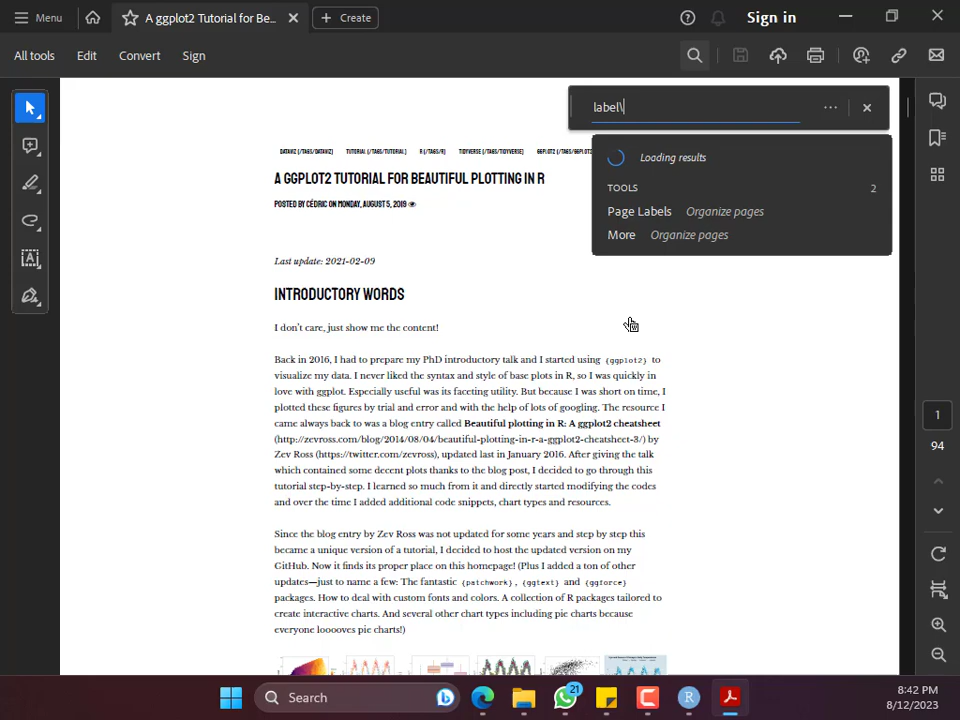 Menu
A ggplot2 Tutorial for Be...
Create
Sign in
All tools
Edit
Convert
Sign
label\
Loading results
TOOLS 2
Page Labels Organize pages
More Organize pages
DATAVIZ (/TAGS/DATAVIZ) TUTORIAL (/TAGS/TUTORIAL) R (/TAGS/R) TIDYVERSE (/TAGS/TIDYVERSE) GGPLOT2 (/TAGS/GGPLOT
A GGPLOT2 TUTORIAL FOR BEAUTIFUL PLOTTING IN R
POSTED BY CÉDRIC ON MONDAY, AUGUST 5, 2019
Last update: 2021-02-09
INTRODUCTORY WORDS
I don't care, just show me the content!
Back in 2016, I had to prepare my PhD introductory talk and I started using {ggplot2} to
visualize my data. I never liked the syntax and style of base plots in R, so I was quickly in
love with ggplot. Especially useful was its faceting utility. But because I was short on time, I
plotted these figures by trial and error and with the help of lots of googling. The resource I
came always back to was a blog entry called Beautiful plotting in R: A ggplot2 cheatsheet
(http://zevross.com/blog/2014/08/04/beautiful-plotting-in-r-a-ggplot2-cheatsheet-3/) by
Zev Ross (https://twitter.com/zevross), updated last in January 2016. After giving the talk
which contained some decent plots thanks to the blog post, I decided to go through this
tutorial step-by-step. I learned so much from it and directly started modifying the codes
and over the time I added additional code snippets, chart types and resources.
Since the blog entry by Zev Ross was not updated for some years and step by step this
became a unique version of a tutorial, I decided to host the updated version on my
GitHub. Now it finds its proper place on this homepage! (Plus I added a ton of other
updates—just to name a few: The fantastic {patchwork}, {ggtext} and {ggforce}
packages. How to deal with custom fonts and colors. A collection of R packages tailored to
create interactive charts. And several other chart types including pie charts because
everyone looooves pie charts!)
1
94
Search
21
8:42 PM
8/12/2023